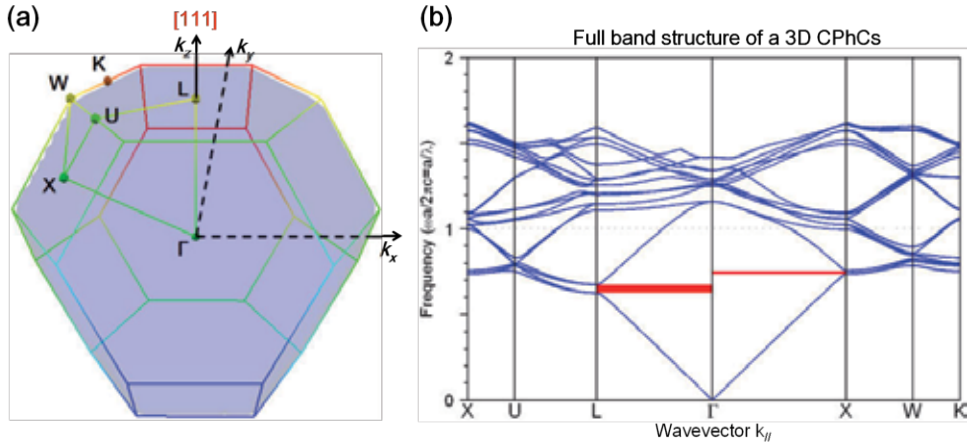 (a)
[111]
kz
ky
K
W
L
U
X
Γ
kx
(b)
Full band structure of a 3D CPhCs
Frequency (ωa/2πc=a/λ)
2
1
0
X U L Γ X W K
Wavevector k//